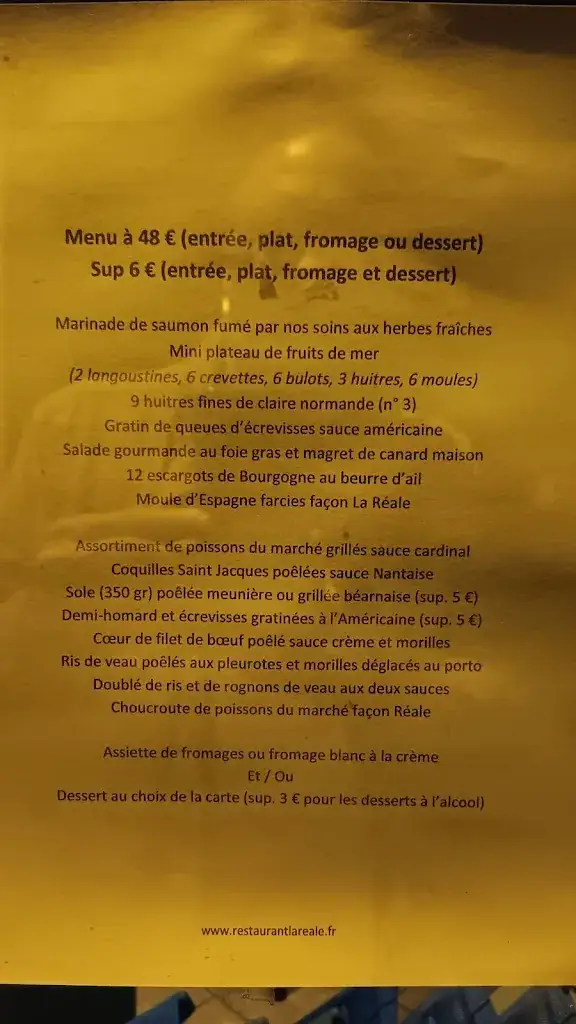 Menu à 48 € (entrée, plat, fromage ou dessert)
Sup 6 € (entrée, plat, fromage et dessert)
Marinade de saumon fumé par nos soins aux herbes fraîches
Mini plateau de fruits de mer
(2 langoustines, 6 crevettes, 6 bulots, 3 huitres, 6 moules)
9 huitres fines de claire normande (n° 3)
Gratin de queues d'écrevisses sauce américaine
Salade gourmande au foie gras et magret de canard maison
12 escargots de Bourgogne au beurre d'ail
Moule d'Espagne farcies façon La Réale
Assortiment de poissons du marché grillés sauce cardinal
Coquilles Saint Jacques poêlées sauce Nantaise
Sole (350 gr) poêlée meunière ou grillée béarnaise (sup. 5 €)
Demi-homard et écrevisses gratinées à l'Américaine (sup. 5 €)
Cœur de filet de bœuf poêlé sauce crème et morilles
Ris de veau poêlés aux pleurotes et morilles déglacés au porto
Doublé de ris et de rognons de veau aux deux sauces
Choucroute de poissons du marché façon Réale
Assiette de fromages ou fromage blanc à la crème
Et / Ou
Dessert au choix de la carte (sup. 3 € pour les desserts à l'alcool)
www.restaurantlareale.fr